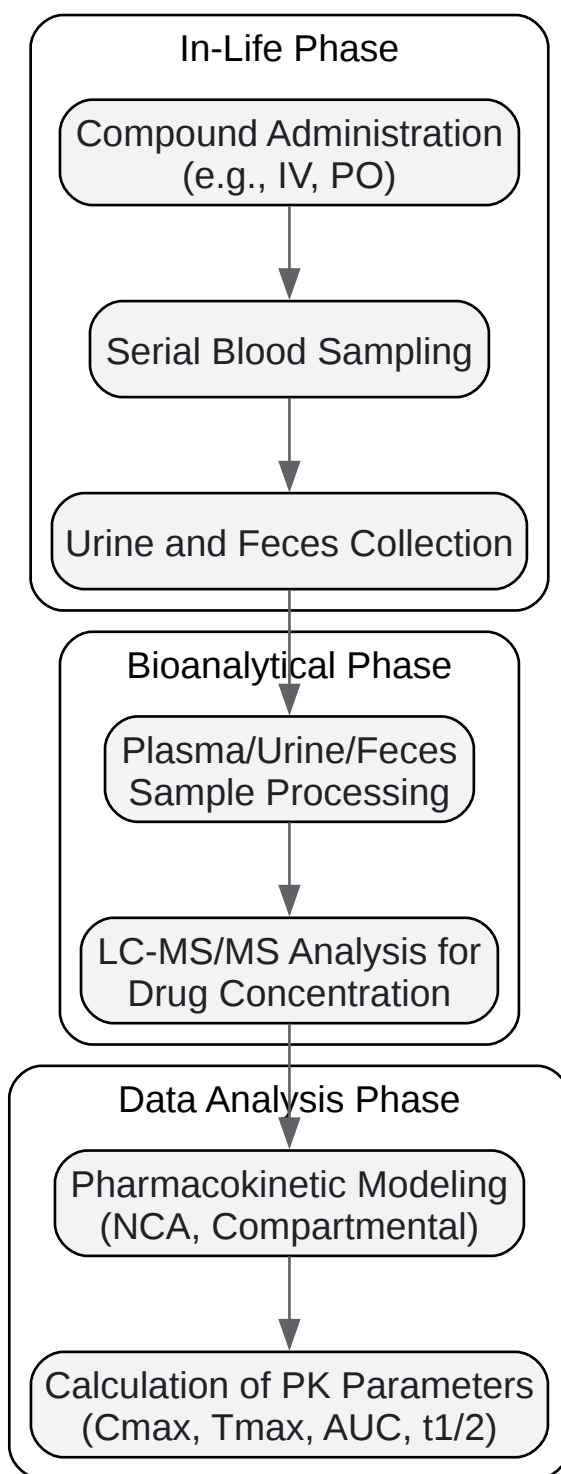 In-Life Phase
Compound Administration
(e.g., IV, PO)
Serial Blood Sampling
Urine and Feces Collection
Bioanalytical Phase
Plasma/Urine/Feces
Sample Processing
LC-MS/MS Analysis for
Drug Concentration
Data Analysis Phase
Pharmacokinetic Modeling
(NCA, Compartmental)
Calculation of PK Parameters
(Cmax, Tmax, AUC, t1/2)